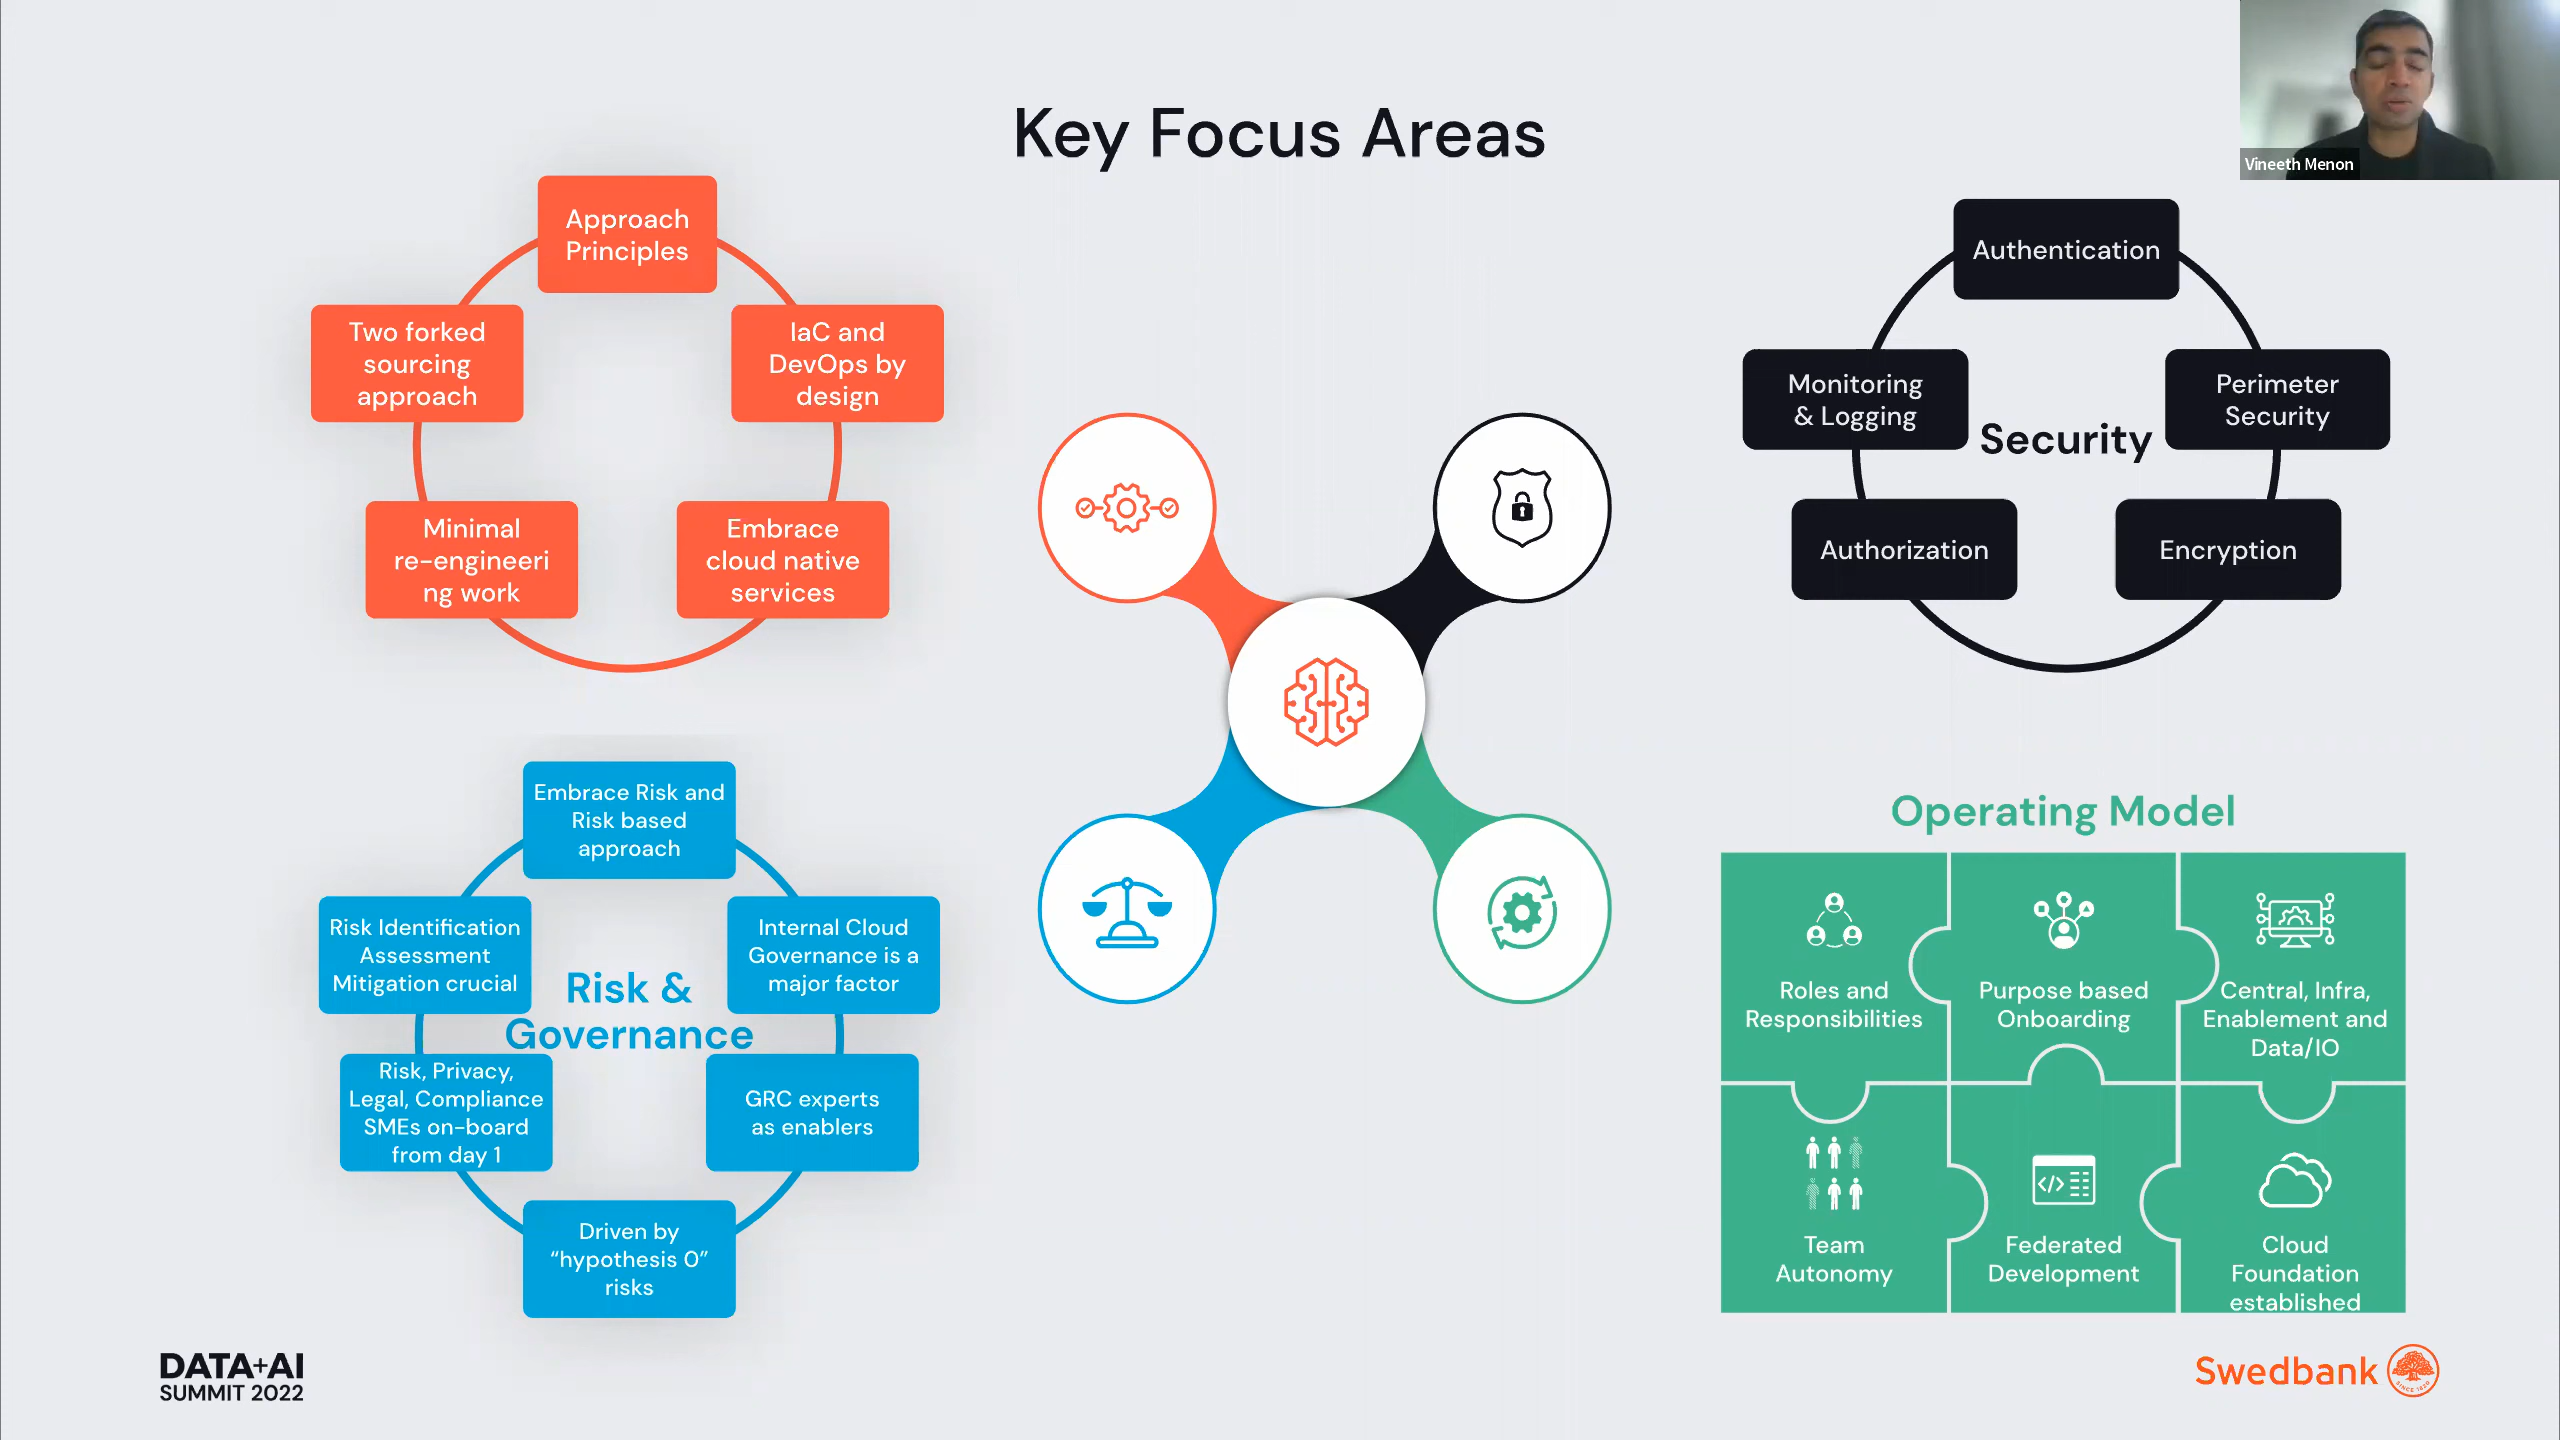 Key Focus Areas
Vineeth Menon
Approach
Principles
Two forked
sourcing
approach
IaC and
DevOps by
design
Minimal
re-engineeri
ng work
Embrace
cloud native
services
Authentication
Monitoring
& Logging
Perimeter
Security
Security
Authorization
Encryption
Embrace Risk and
Risk based
approach
Risk Identification
Assessment
Mitigation crucial
Internal Cloud
Governance is a
major factor
Risk &
Governance
Risk, Privacy,
Legal, Compliance
SMEs on-board
from day 1
GRC experts
as enablers
Driven by
“hypothesis 0”
risks
Operating Model
Roles and
Responsibilities
Purpose based
Onboarding
Central, Infra,
Enablement and
Data/IO
Team
Autonomy
Federated
Development
Cloud
Foundation
established
DATA+AI
SUMMIT 2022
Swedbank
SINCE 1820